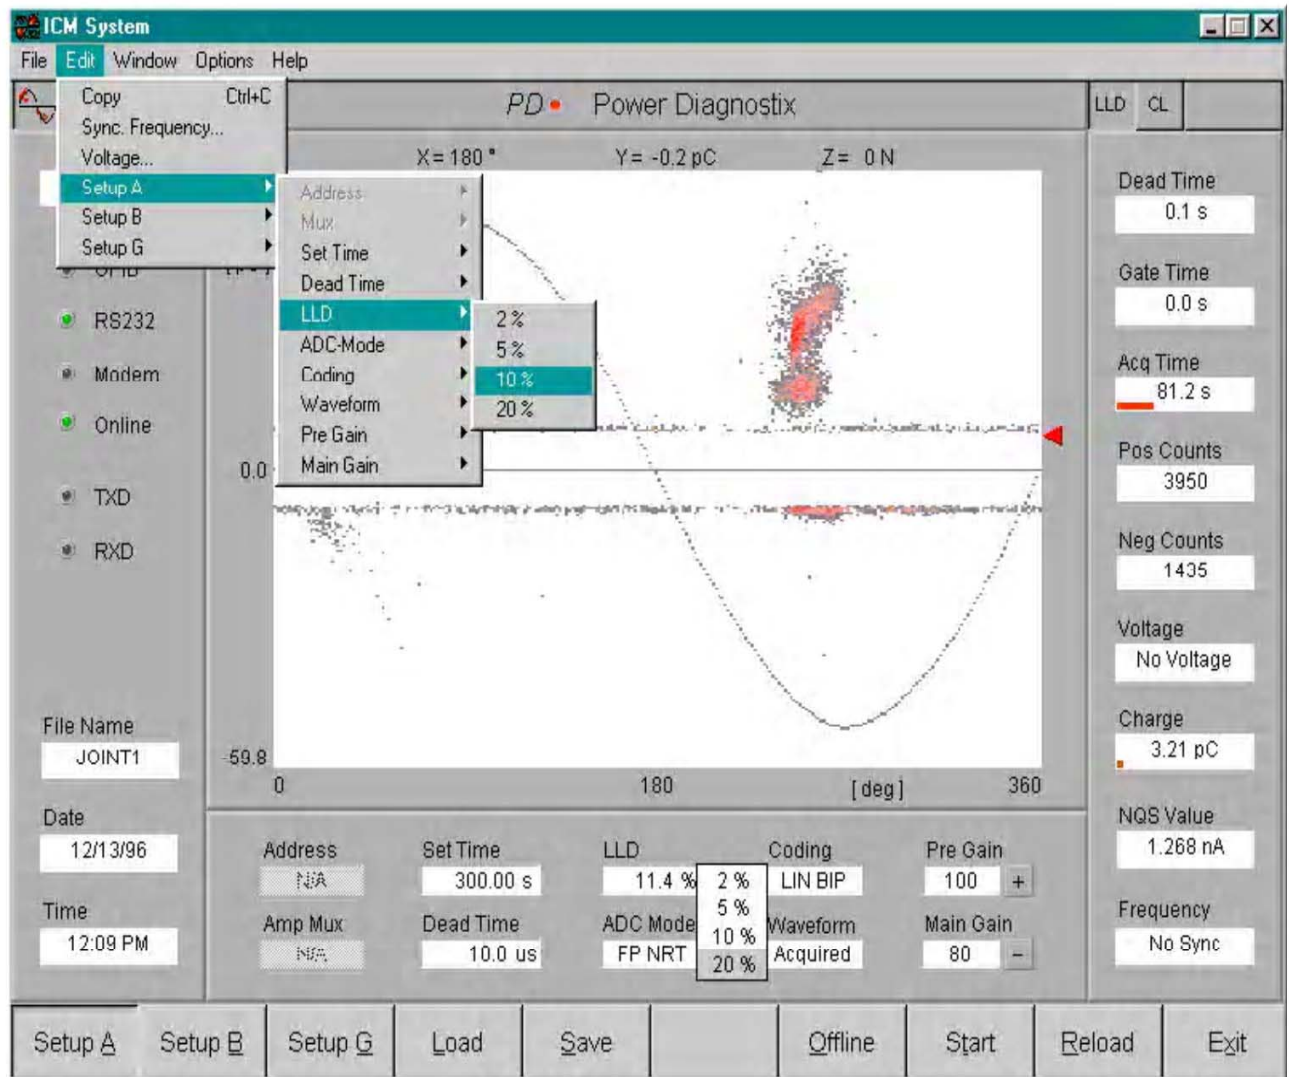 ICM System
File Edit Window Options Help
Copy Ctrl+C
Sync. Frequency...
Voltage...
Setup A
Setup B
Setup G
PD Power Diagnostix
LLD CL
X = 180 ° Y = -0.2 pC Z = 0 N
Address
Mux
Set Time
Dead Time
LLD
ADC-Mode
Coding
Waveform
Pre Gain
Main Gain
2 %
5 %
10 %
20 %
RS232
Modem
Online
TXD
RXD
File Name
JOINT1
Date
12/13/96
Time
12:09 PM
0.0
-59.8
0 180 [deg] 360
Dead Time
0.1 s
Gate Time
0.0 s
Acq Time
81.2 s
Pos Counts
3950
Neg Counts
1435
Voltage
No Voltage
Charge
3.21 pC
NQS Value
1.268 nA
Frequency
No Sync
Address Set Time LLD Coding Pre Gain
N/A 300.00 s 11.4 % LIN BIP 100 +
Amp Mux Dead Time ADC Mode Waveform Main Gain
N/A 10.0 us FP NRT Acquired 80 -
2 %
5 %
10 %
20 %
Setup A Setup B Setup G Load Save Offline Start Reload Exit